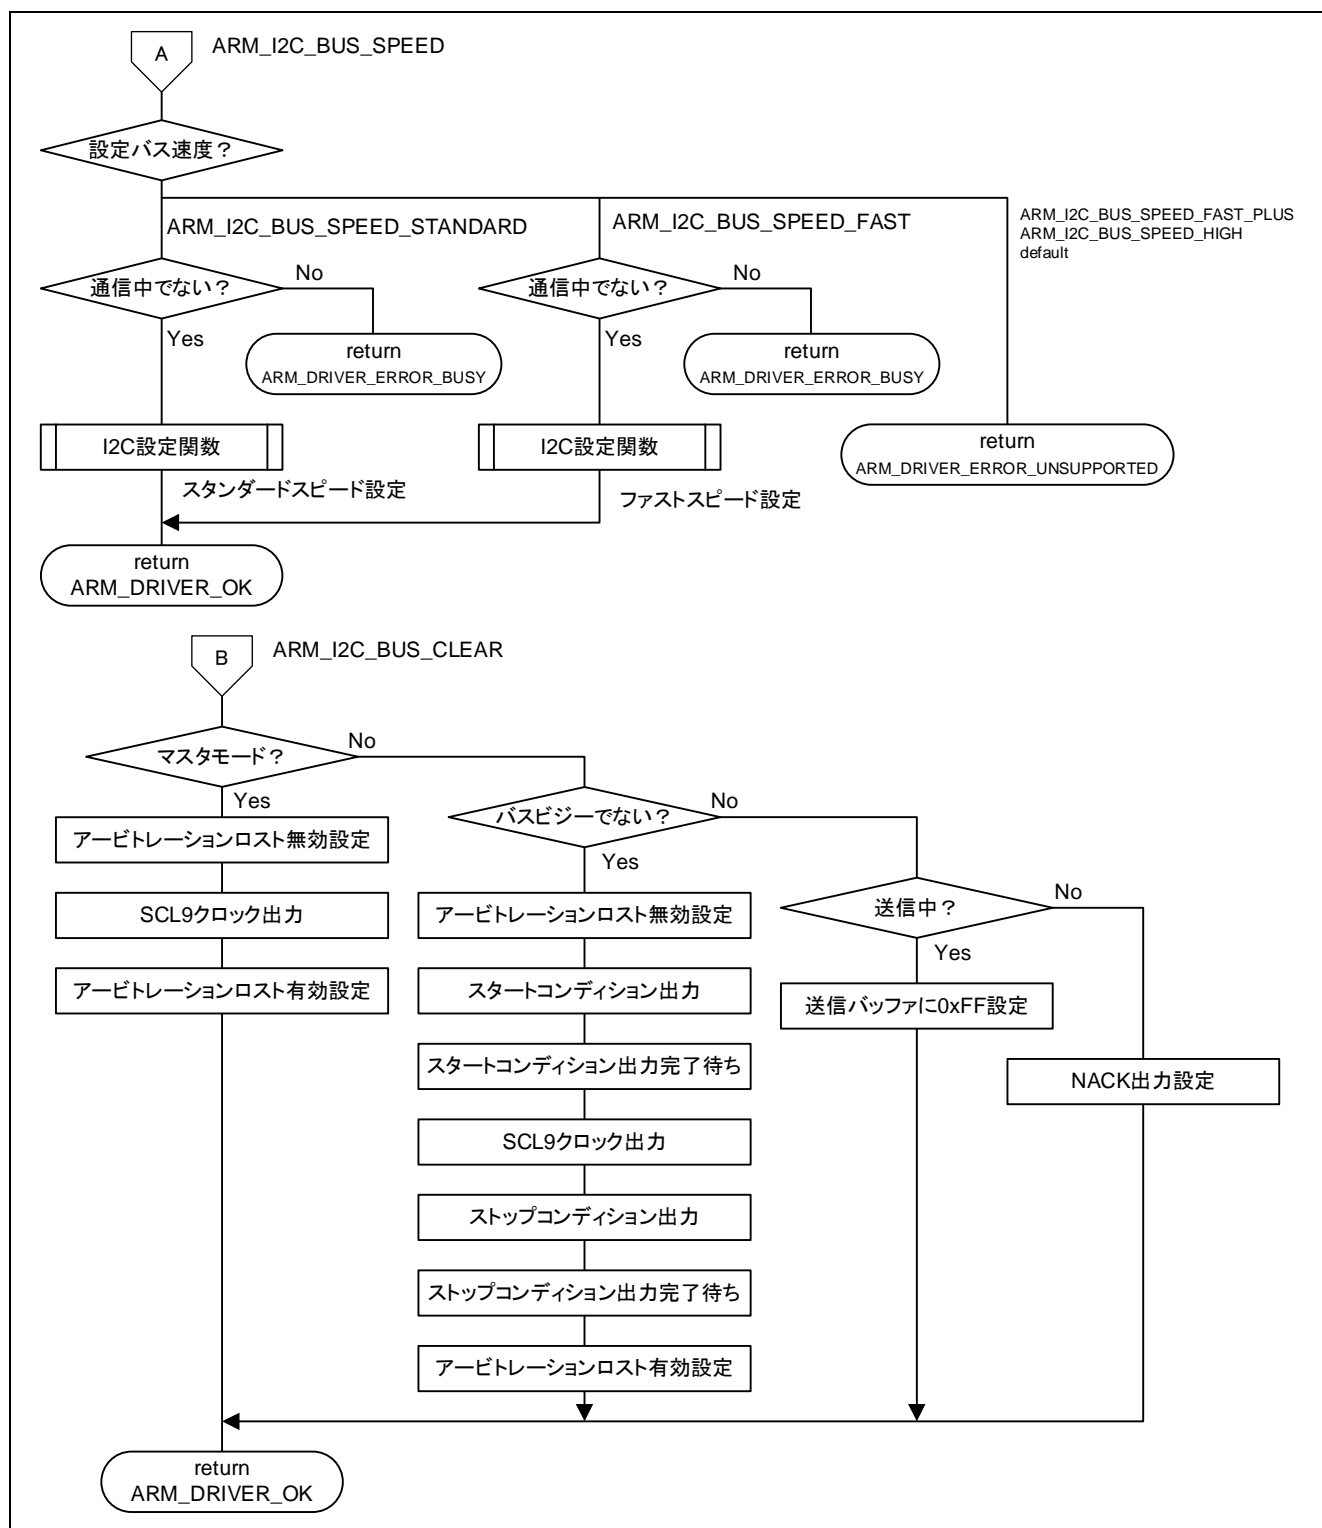 A
ARM_I2C_BUS_SPEED
設定バス速度？
ARM_I2C_BUS_SPEED_STANDARD
ARM_I2C_BUS_SPEED_FAST
ARM_I2C_BUS_SPEED_FAST_PLUS
ARM_I2C_BUS_SPEED_HIGH
default
通信中でない？
No
通信中でない？
No
Yes
return
ARM_DRIVER_ERROR_BUSY
Yes
return
ARM_DRIVER_ERROR_BUSY
I2C設定関数
I2C設定関数
return
ARM_DRIVER_ERROR_UNSUPPORTED
スタンダードスピード設定
ファストスピード設定
return
ARM_DRIVER_OK
B
ARM_I2C_BUS_CLEAR
マスタモード？
No
Yes
バスビジーでない？
No
アービトレーションロスト無効設定
Yes
SCL9クロック出力
アービトレーションロスト無効設定
送信中？
No
Yes
アービトレーションロスト有効設定
スタートコンディション出力
送信バッファに0xFF設定
スタートコンディション出力完了待ち
NACK出力設定
SCL9クロック出力
ストップコンディション出力
ストップコンディション出力完了待ち
アービトレーションロスト有効設定
return
ARM_DRIVER_OK